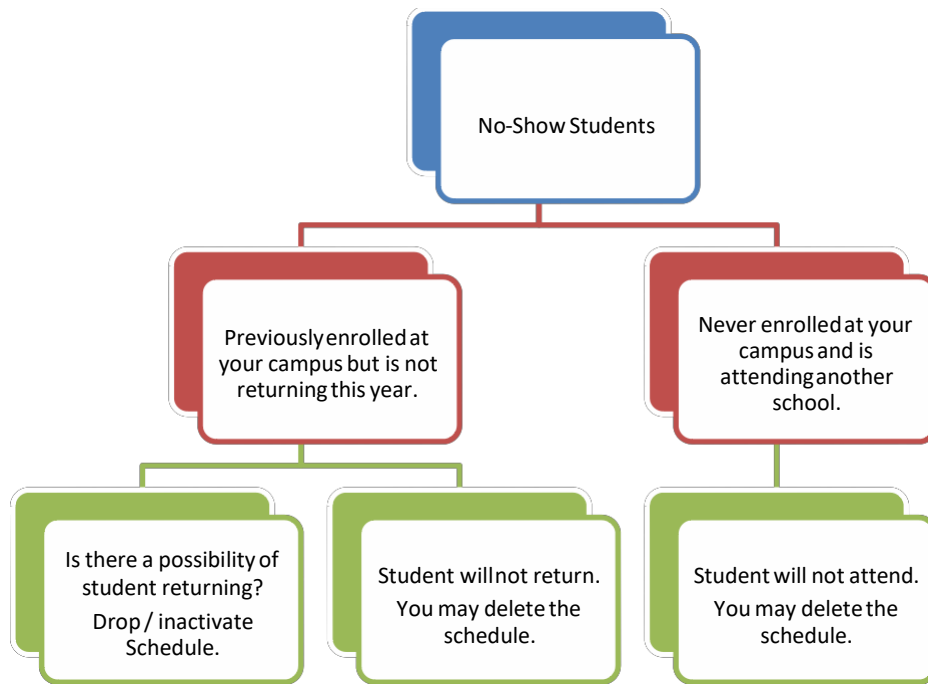 No-Show Students
Previously enrolled at
your campus but is not
returning this year.
Never enrolled at your
campus and is
attending another
school.
Is there a possibility of
student returning?
Drop / inactivate
Schedule.
Student will not return.
You may delete the
schedule.
Student will not attend.
You may delete the
schedule.